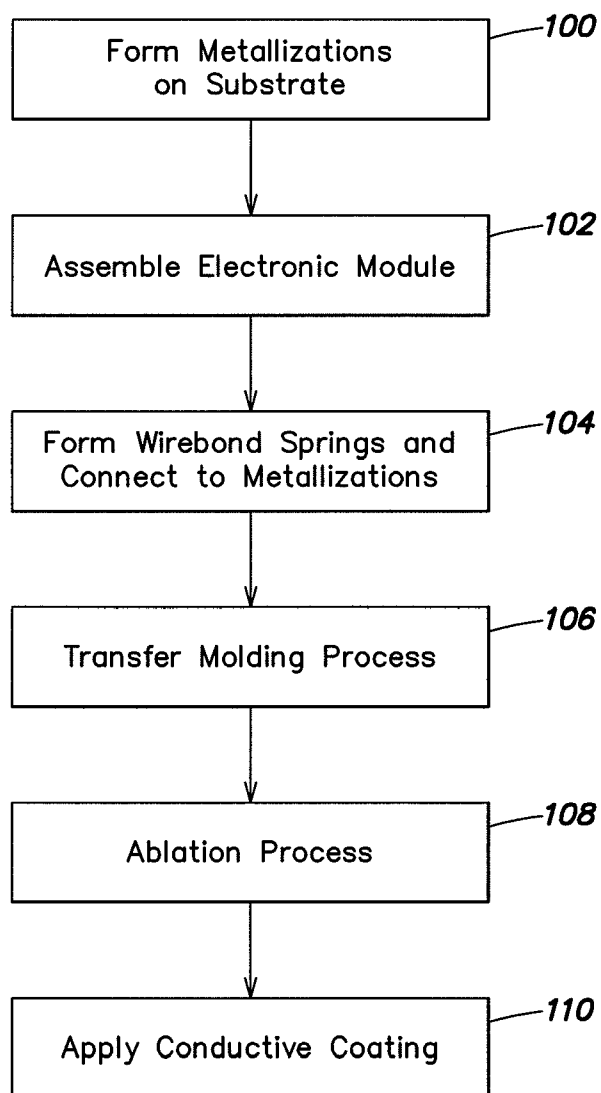 100
Form Metallizations
on Substrate
102
Assemble Electronic Module
104
Form Wirebond Springs and
Connect to Metallizations
106
Transfer Molding Process
108
Ablation Process
110
Apply Conductive Coating